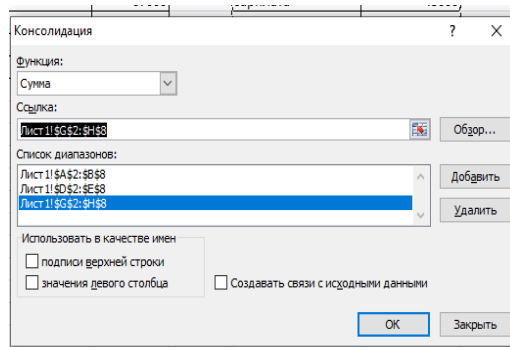 Консолидация ? X
Функция:
Сумма
Ссылка:
Лист1!$G$2:$H$8
Обзор...
Список диапазонов:
Лист1!$A$2:$B$8
Лист1!$D$2:$E$8
Лист1!$G$2:$H$8
Добавить
Удалить
Использовать в качестве имен
подписи верхней строки
значения левого столбца
Создавать связи с исходными данными
ОК
Закрыть